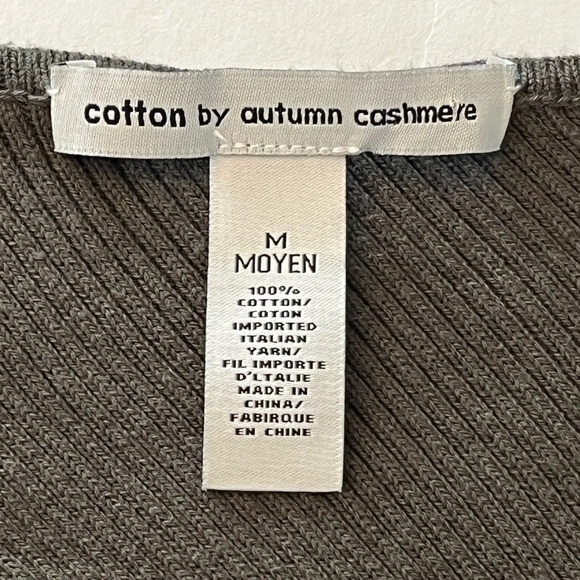 cotton by autumn cashmere
M
MOYEN
100%
COTTON/
COTON
IMPORTED
ITALIAN
YARN/
FIL IMPORTE
D'LTALIE
MADE IN
CHINA/
FABIRQUE
EN CHINE